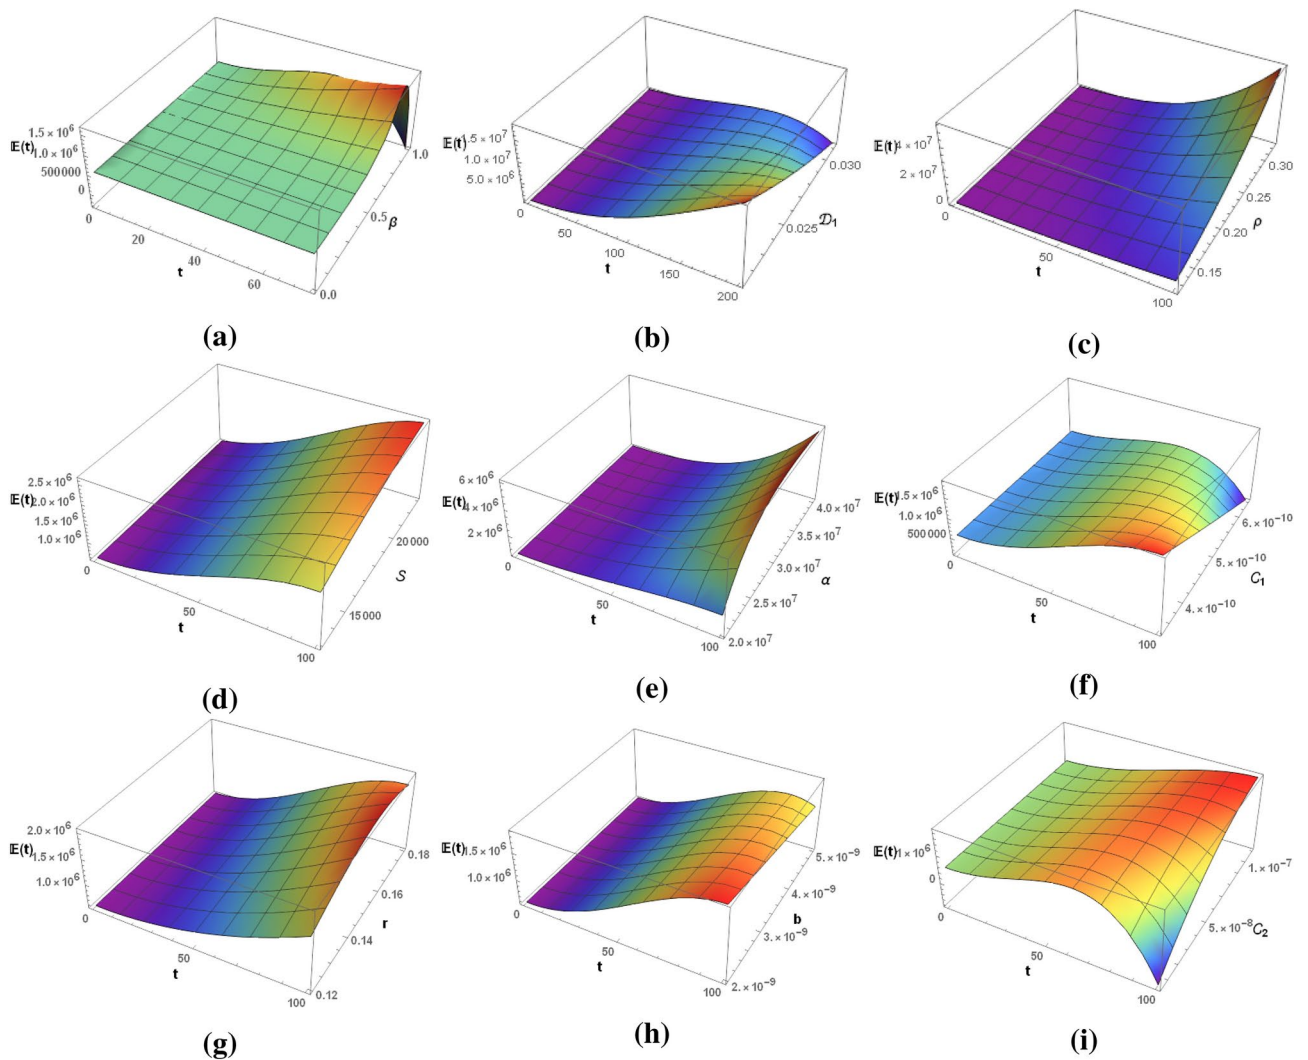 1.5 × 10⁶
𝔼(t)
1.0 × 10⁶
500 000
0
0
20
40
60
t
0.0
0.5
1.0
β
(a)
1.5 × 10⁷
𝔼(t)
1.0 × 10⁷
5.0 × 10⁶
0
50
100
150
200
t
0.025
0.030
𝒟₁
(b)
𝔼(t)
4 × 10⁷
2 × 10⁷
0
0
50
100
t
0.15
0.20
0.25
0.30
ρ
(c)
2.5 × 10⁶
𝔼(t)
2.0 × 10⁶
1.5 × 10⁶
1.0 × 10⁶
0
50
100
t
15 000
20 000
S
(d)
6 × 10⁶
𝔼(t)
4 × 10⁶
2 × 10⁶
0
50
100
t
2.0 × 10⁷
2.5 × 10⁷
3.0 × 10⁷
3.5 × 10⁷
4.0 × 10⁷
α
(e)
𝔼(t)
1.5 × 10⁶
1.0 × 10⁶
500 000
0
50
100
t
4. × 10⁻¹⁰
5. × 10⁻¹⁰
6. × 10⁻¹⁰
C₁
(f)
2.0 × 10⁶
𝔼(t)
1.5 × 10⁶
1.0 × 10⁶
0
50
100
t
0.12
0.14
0.16
0.18
r
(g)
𝔼(t)
1.5 × 10⁶
1.0 × 10⁶
0
50
100
t
2. × 10⁻⁹
3. × 10⁻⁹
4. × 10⁻⁹
5. × 10⁻⁹
b
(h)
𝔼(t)
1 × 10⁶
0
0
50
100
t
5. × 10⁻⁸
1. × 10⁻⁷
C₂
(i)